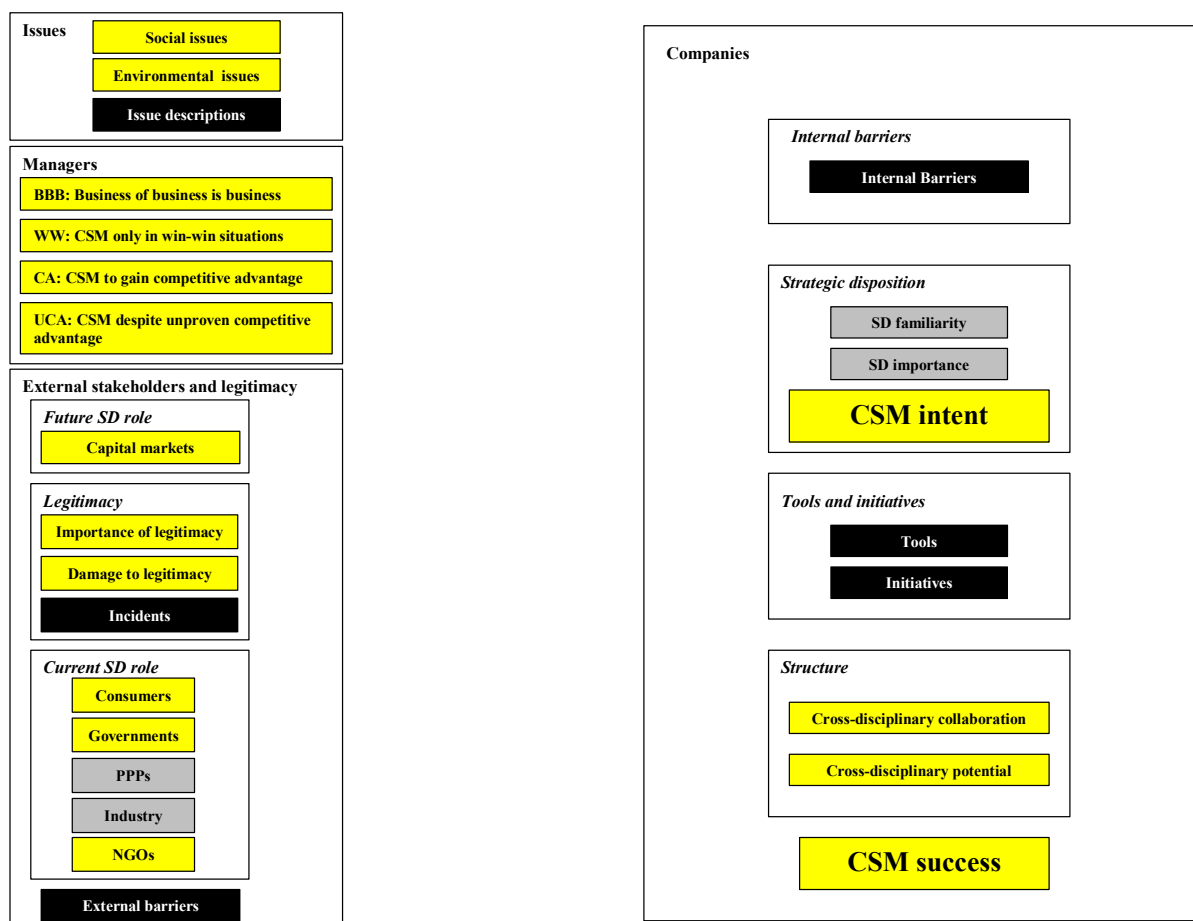 Issues
Social issues
Environmental issues
Issue descriptions
Managers
BBB: Business of business is business
WW: CSM only in win-win situations
CA: CSM to gain competitive advantage
UCA: CSM despite unproven competitive
advantage
External stakeholders and legitimacy
Future SD role
Capital markets
Legitimacy
Importance of legitimacy
Damage to legitimacy
Incidents
Current SD role
Consumers
Governments
PPPs
Industry
NGOs
External barriers
Companies
Internal barriers
Internal Barriers
Strategic disposition
SD familiarity
SD importance
CSM intent
Tools and initiatives
Tools
Initiatives
Structure
Cross-disciplinary collaboration
Cross-disciplinary potential
CSM success